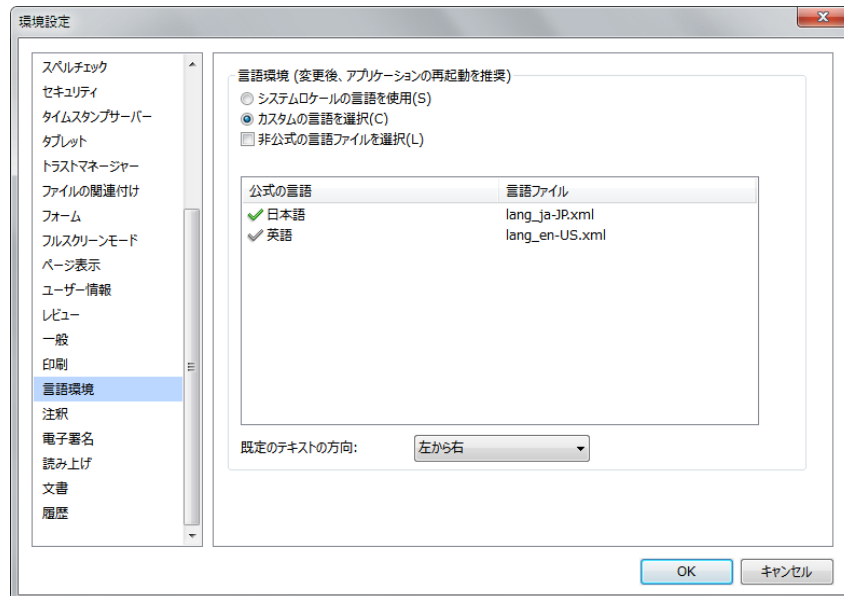 環境設定
スペルチェック
セキュリティ
タイムスタンプサーバー
タブレット
トラストマネージャー
ファイルの関連付け
フォーム
フルスクリーンモード
ページ表示
ユーザー情報
レビュー
一般
印刷
言語環境
注釈
電子署名
読み上げ
文書
履歴
言語環境 (変更後、アプリケーションの再起動を推奨)
システムロケールの言語を使用(S)
カスタムの言語を選択(C)
非公式の言語ファイルを選択(L)
公式の言語 言語ファイル
日本語 lang_ja-JP.xml
英語 lang_en-US.xml
既定のテキストの方向: 左から右
OK キャンセル